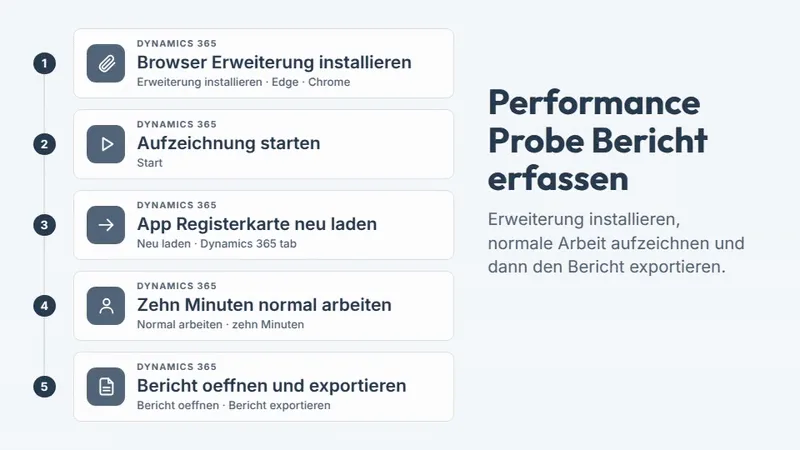 1
DYNAMICS 365
Browser Erweiterung installieren
Erweiterung installieren · Edge · Chrome
2
DYNAMICS 365
Aufzeichnung starten
Start
3
DYNAMICS 365
App Registerkarte neu laden
Neu laden · Dynamics 365 tab
4
DYNAMICS 365
Zehn Minuten normal arbeiten
Normal arbeiten · zehn Minuten
5
DYNAMICS 365
Bericht oeffnen und exportieren
Bericht oeffnen · Bericht exportieren
Performance
Probe Bericht
erfassen
Erweiterung installieren,
normale Arbeit aufzeichnen und
dann den Bericht exportieren.